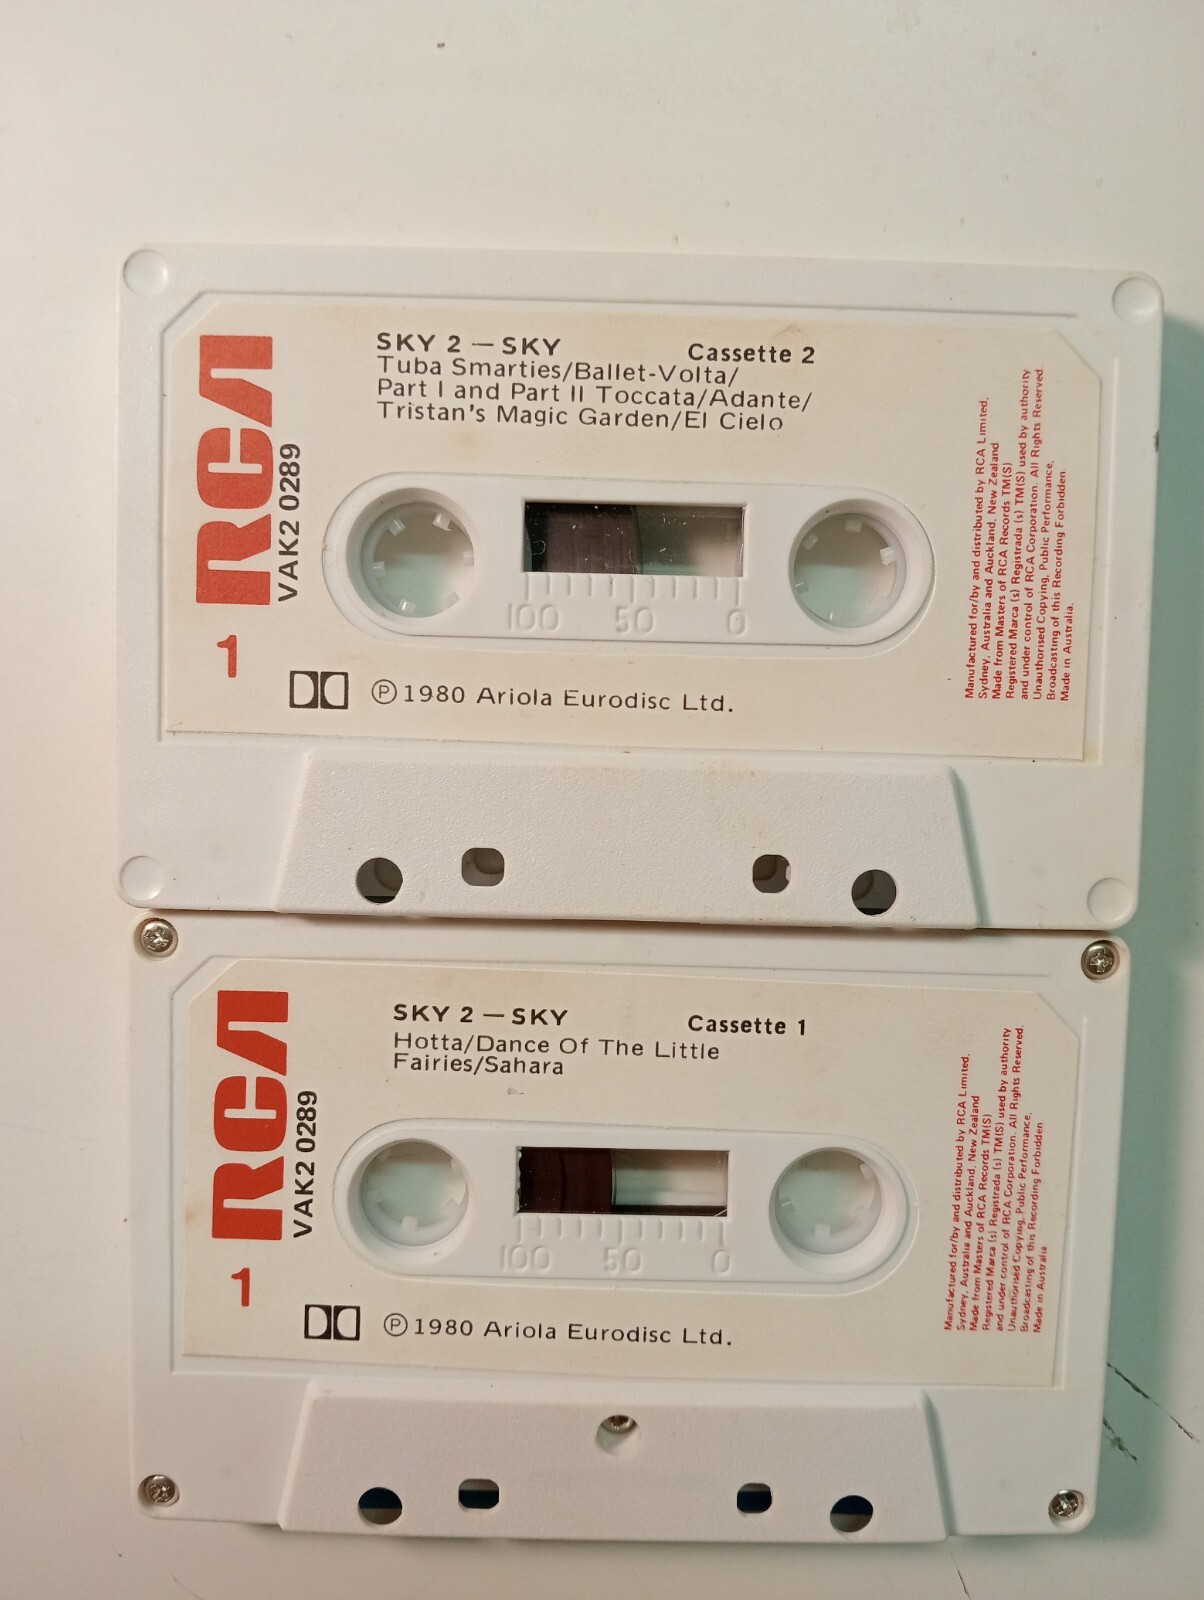 SKY 2 — SKY Cassette 2
Tuba Smarties/Ballet-Volta/
Part I and Part II Toccata/Adante/
Tristan's Magic Garden/El Cielo
RCA
VAK2 0289
1
100 50 0
Ⓟ 1980 Ariola Eurodisc Ltd.
Manufactured for/by and distributed by RCA Limited,
Sydney, Australia and Auckland, New Zealand
Made from Masters of RCA Records TM(S)
Registered Marca (s) Registrada (s) TM(S) used by authority
and under control of RCA Corporation. All Rights Reserved.
Unauthorised Copying, Public Performance,
Broadcasting of this Recording Forbidden.
Made in Australia.
SKY 2 — SKY Cassette 1
Hotta/Dance Of The Little
Fairies/Sahara
RCA
VAK2 0289
1
100 50 0
Ⓟ 1980 Ariola Eurodisc Ltd.
Manufactured for/by and distributed by RCA Limited,
Sydney, Australia and Auckland, New Zealand
Made from Masters of RCA Records TM(S)
Registered Marca (s) Registrada (s) TM(S) used by authority
and under control of RCA Corporation. All Rights Reserved.
Unauthorised Copying, Public Performance,
Broadcasting of this Recording Forbidden
Made in Australia